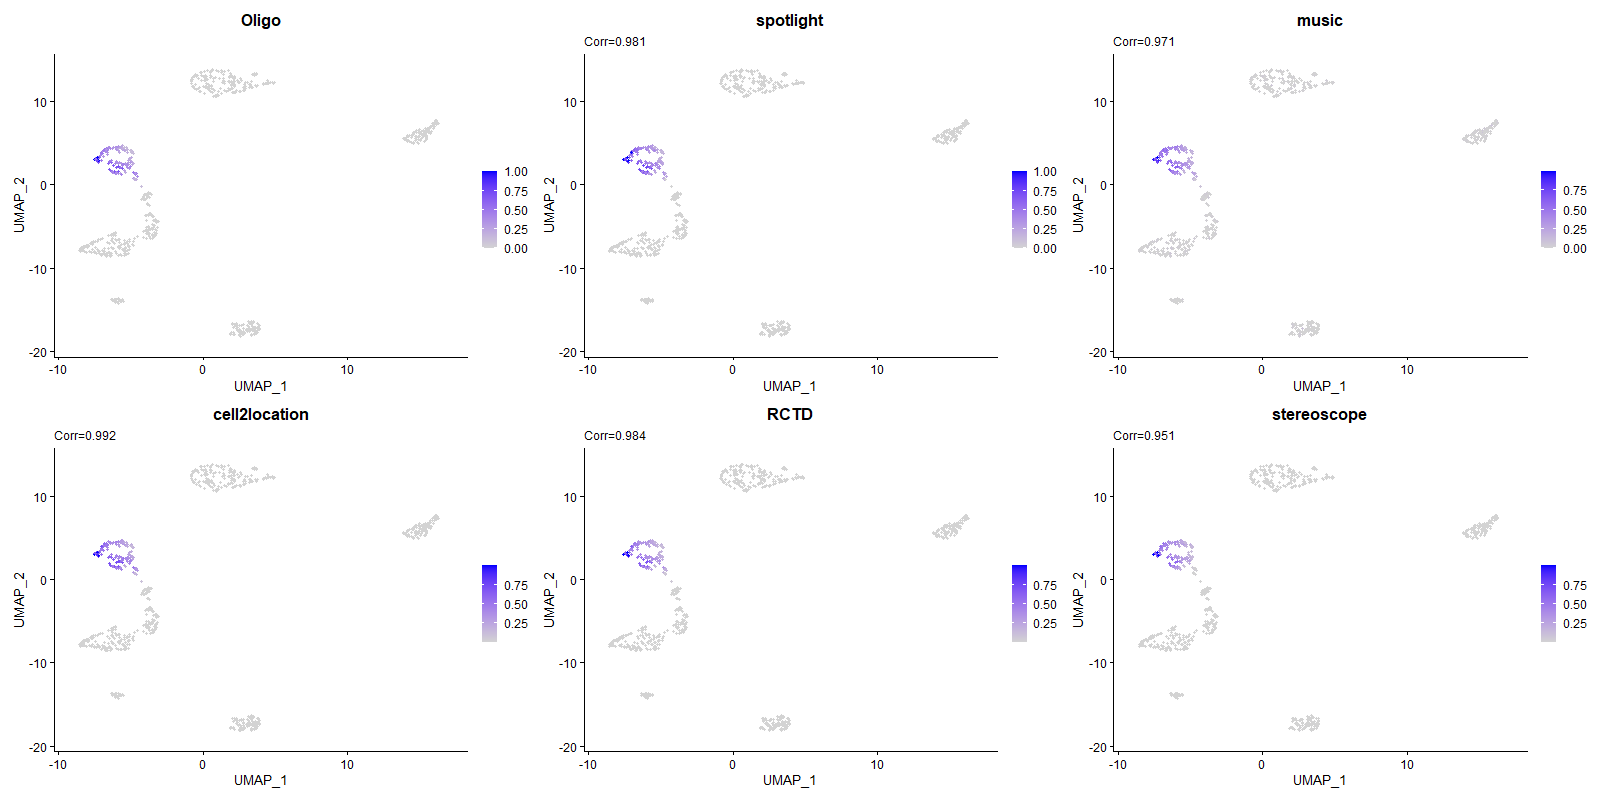 Oligo
10
0
-10
-20
UMAP_2
-10
0
10
UMAP_1
1.00
0.75
0.50
0.25
0.00
spotlight
Corr=0.981
10
0
-10
-20
UMAP_2
-10
0
10
UMAP_1
1.00
0.75
0.50
0.25
0.00
music
Corr=0.971
10
0
-10
-20
UMAP_2
-10
0
10
UMAP_1
0.75
0.50
0.25
0.00
cell2location
Corr=0.992
10
0
-10
-20
UMAP_2
-10
0
10
UMAP_1
0.75
0.50
0.25
RCTD
Corr=0.984
10
0
-10
-20
UMAP_2
-10
0
10
UMAP_1
0.75
0.50
0.25
stereoscope
Corr=0.951
10
0
-10
-20
UMAP_2
-10
0
10
UMAP_1
0.75
0.50
0.25